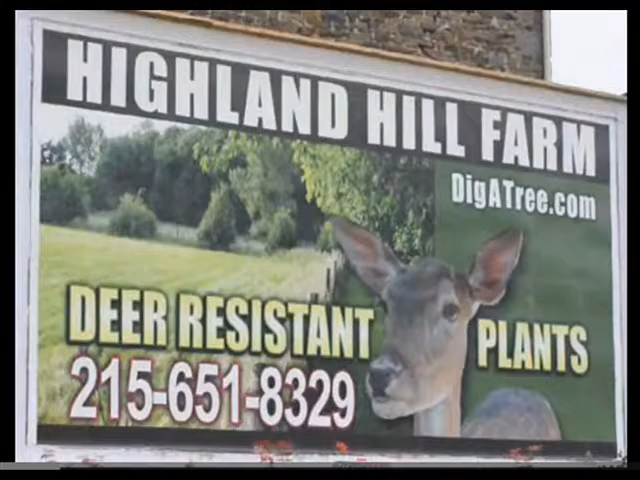 HIGHLAND HILL FARM
DigATree.com
DEER RESISTANT PLANTS
215-651-8329